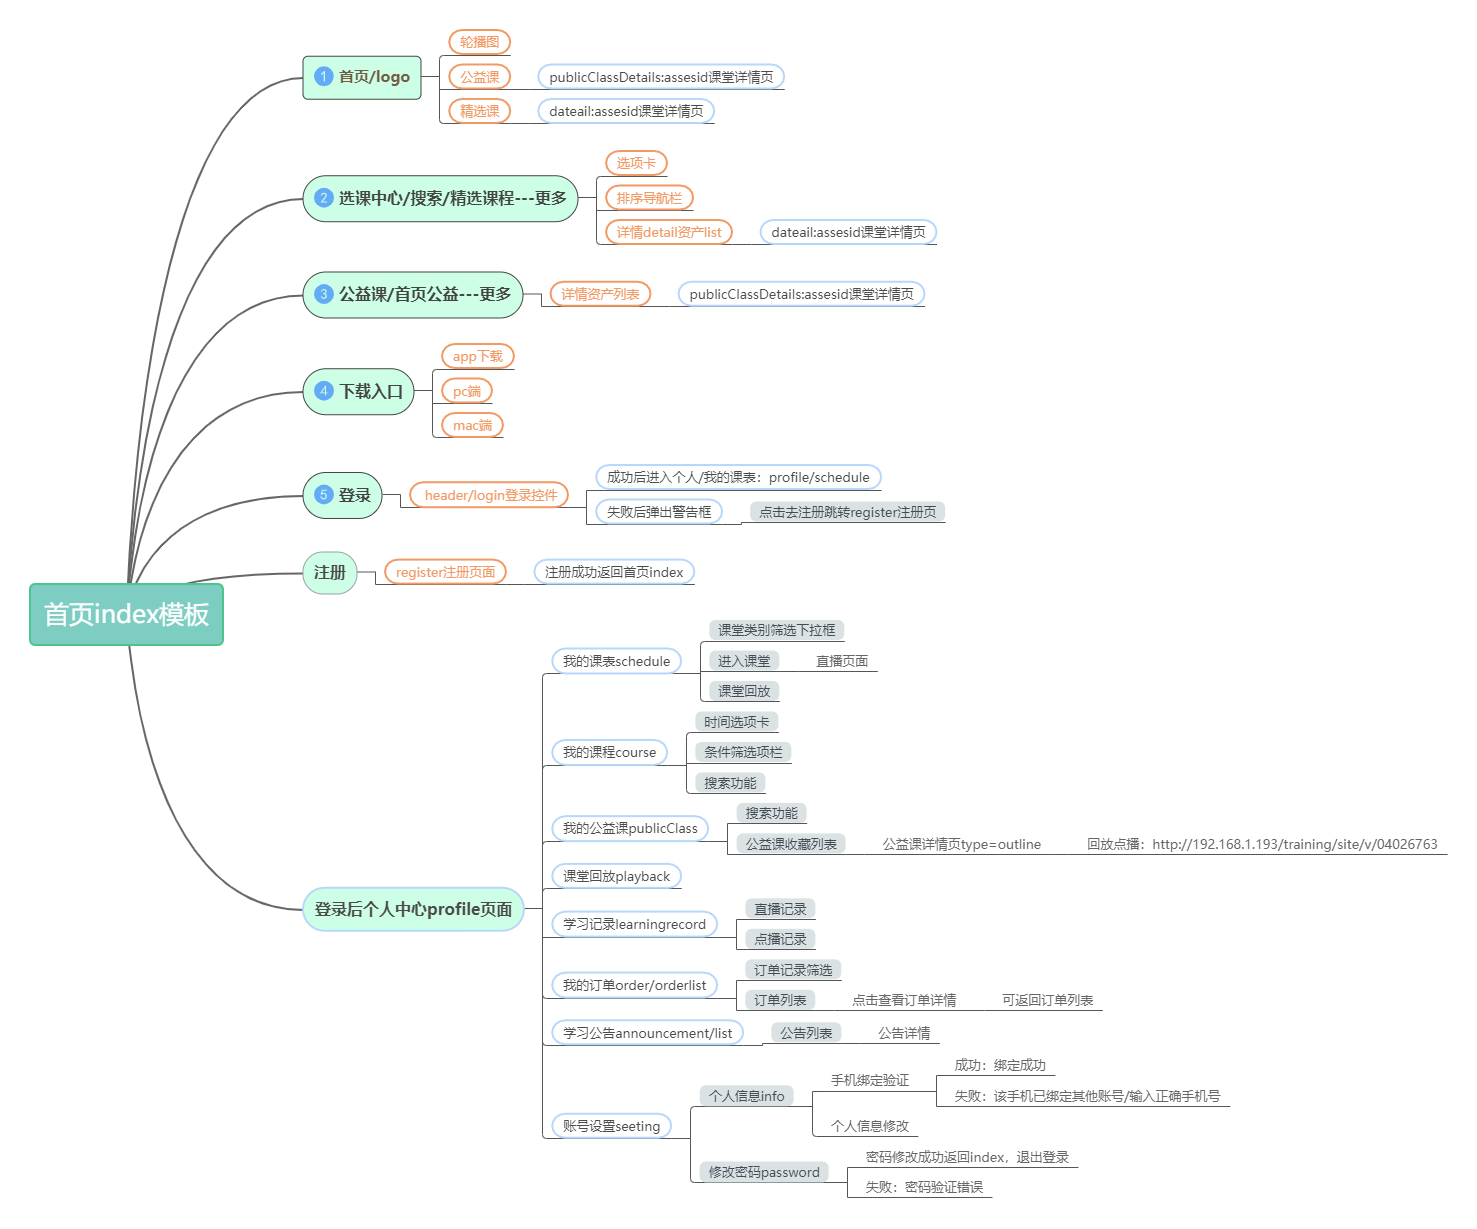 首页index模板
1 首页/logo
轮播图
公益课
publicClassDetails:assesid课堂详情页
精选课
dateail:assesid课堂详情页
2 选课中心/搜索/精选课程---更多
选项卡
排序导航栏
详情detail资产list
dateail:assesid课堂详情页
3 公益课/首页公益---更多
详情资产列表
publicClassDetails:assesid课堂详情页
4 下载入口
app下载
pc端
mac端
5 登录
header/login登录控件
成功后进入个人/我的课表：profile/schedule
失败后弹出警告框
点击去注册跳转register注册页
注册
register注册页面
注册成功返回首页index
登录后个人中心profile页面
我的课表schedule
课堂类别筛选下拉框
进入课堂
直播页面
课堂回放
我的课程course
时间选项卡
条件筛选项栏
搜索功能
我的公益课publicClass
搜索功能
公益课收藏列表
公益课详情页type=outline
回放点播：http://192.168.1.193/training/site/v/04026763
课堂回放playback
学习记录learningrecord
直播记录
点播记录
我的订单order/orderlist
订单记录筛选
订单列表
点击查看订单详情
可返回订单列表
学习公告announcement/list
公告列表
公告详情
账号设置seeting
个人信息info
手机绑定验证
成功：绑定成功
失败：该手机已绑定其他账号/输入正确手机号
个人信息修改
修改密码password
密码修改成功返回index，退出登录
失败：密码验证错误